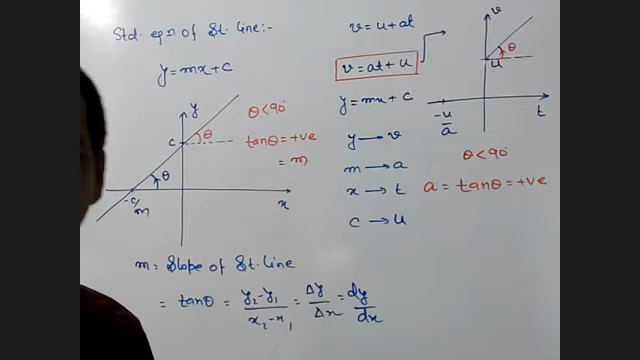 Std. eqn of St. line:-
y = mx + c
y
c
θ
θ
-c/m
x
θ < 90°
tanθ = +ve
= m
m = Slope of St. line
= tanθ = y₂-y₁/x₂-x₁ = Δy/Δx = dy/dx
v = u + at
v = at + u
y = mx + c
y → v
m → a
x → t
c → u
v
θ
u
-u/a
t
θ < 90°
a = tanθ = +ve